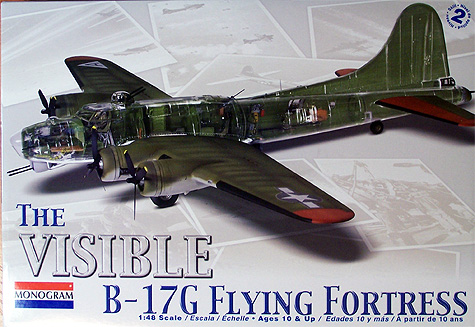 2
THE
VISIBLE
MONOGRAM
B-17G FLYING FORTRESS
1:48 Scale / Escala / Echelle • Ages 10 & Up / Edades 10 y más / A partir de 10 ans